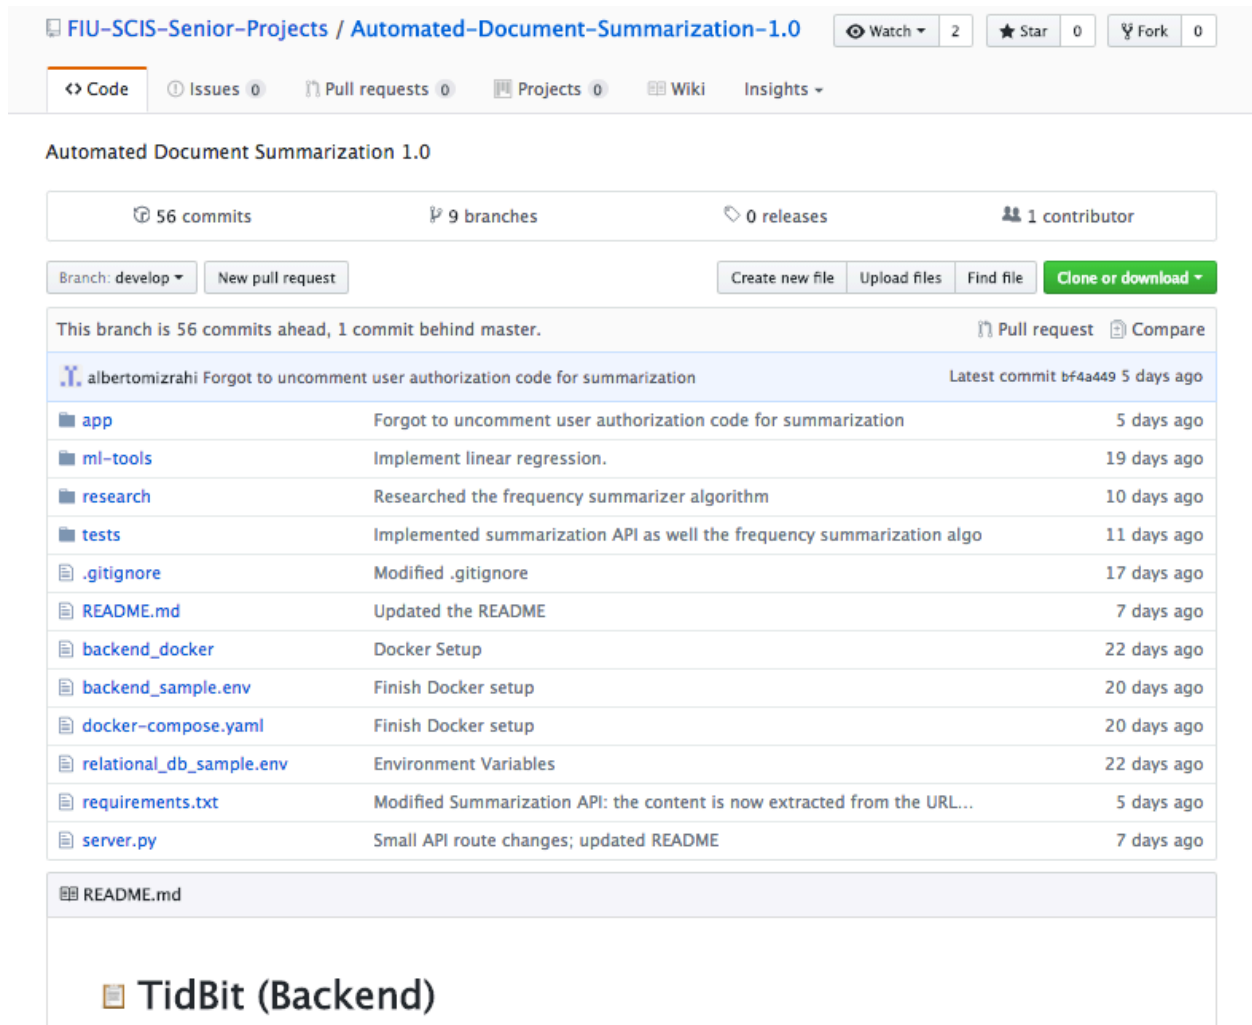 FIU-SCIS-Senior-Projects / Automated-Document-Summarization-1.0 Watch 2 Star 0 Fork 0
Code Issues 0 Pull requests 0 Projects 0 Wiki Insights
Automated Document Summarization 1.0
56 commits 9 branches 0 releases 1 contributor
Branch: develop New pull request Create new file Upload files Find file Clone or download
This branch is 56 commits ahead, 1 commit behind master. Pull request Compare
albertomizrahi Forgot to uncomment user authorization code for summarization Latest commit bf4a449 5 days ago
app Forgot to uncomment user authorization code for summarization 5 days ago
ml-tools Implement linear regression. 19 days ago
research Researched the frequency summarizer algorithm 10 days ago
tests Implemented summarization API as well the frequency summarization algo 11 days ago
.gitignore Modified .gitignore 17 days ago
README.md Updated the README 7 days ago
backend_docker Docker Setup 22 days ago
backend_sample.env Finish Docker setup 20 days ago
docker-compose.yaml Finish Docker setup 20 days ago
relational_db_sample.env Environment Variables 22 days ago
requirements.txt Modified Summarization API: the content is now extracted from the URL... 5 days ago
server.py Small API route changes; updated README 7 days ago
README.md
TidBit (Backend)